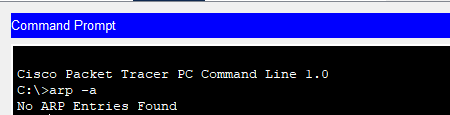 Command Prompt
Cisco Packet Tracer PC Command Line 1.0
C:\>arp -a
No ARP Entries Found